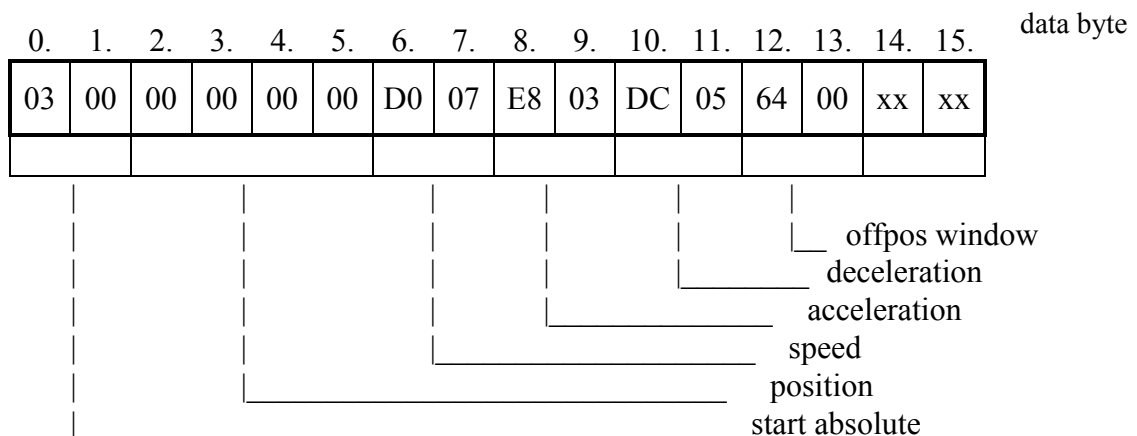 data byte
0. 1. 2. 3. 4. 5. 6. 7. 8. 9. 10. 11. 12. 13. 14. 15.
03 00 00 00 00 00 D0 07 E8 03 DC 05 64 00 xx xx
offpos window
deceleration
acceleration
speed
position
start absolute